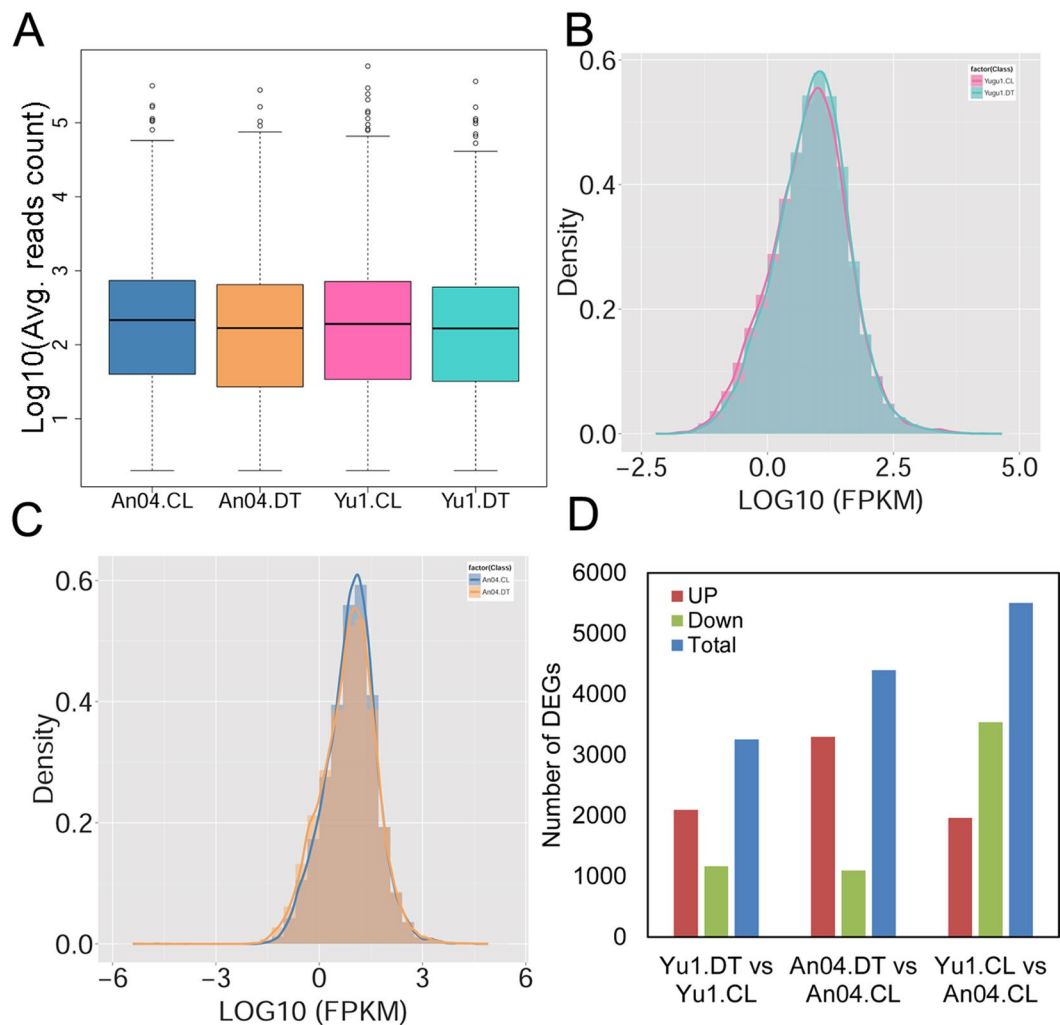 A
Log10(Avg. reads count)
5
4
3
2
1
An04.CL An04.DT Yu1.CL Yu1.DT
B
factor(Class)
Yugu1.CL
Yugu1.DT
Density
0.6
0.4
0.2
0.0
−2.5 0.0 2.5 5.0
LOG10 (FPKM)
C
factor(Class)
An04.CL
An04.DT
Density
0.6
0.4
0.2
0.0
−6 −3 0 3 6
LOG10 (FPKM)
D
UP
Down
Total
Number of DEGs
6000
5000
4000
3000
2000
1000
0
Yu1.DT vs An04.DT vs Yu1.CL vs
Yu1.CL An04.CL An04.CL